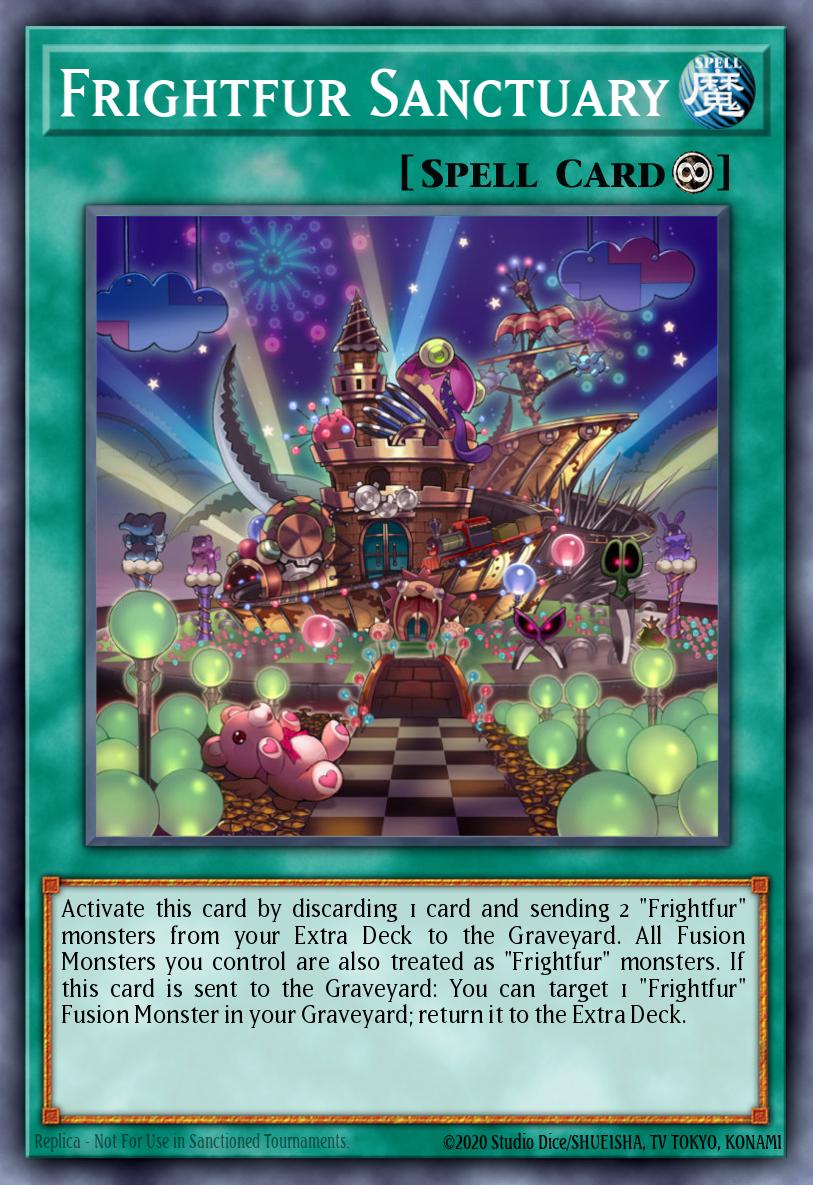 Frightfur Sanctuary
SPELL
魔
[Spell Card♾]
Activate this card by discarding 1 card and sending 2 "Frightfur"
monsters from your Extra Deck to the Graveyard. All Fusion
Monsters you control are also treated as "Frightfur" monsters. If
this card is sent to the Graveyard: You can target 1 "Frightfur"
Fusion Monster in your Graveyard; return it to the Extra Deck.
Replica - Not For Use in Sanctioned Tournaments.
©2020 Studio Dice/SHUEISHA, TV TOKYO, KONAMI